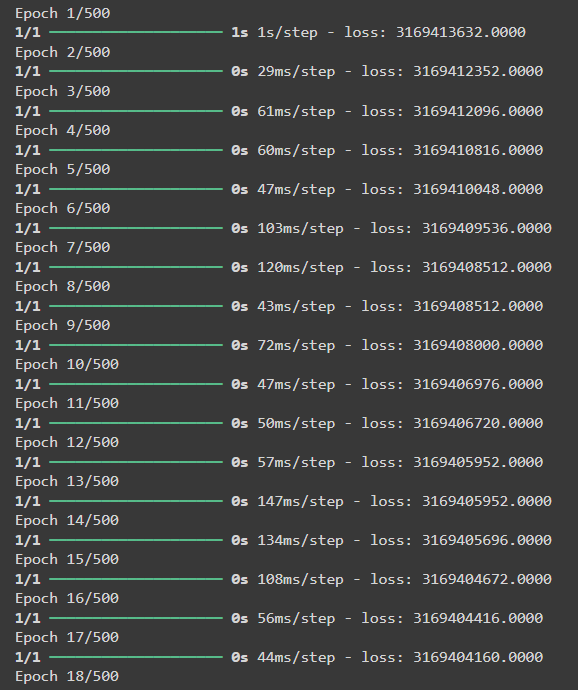 Epoch 1/500
1/1 ━━━━━━━━━━━━━━━━━━━━ 1s 1s/step - loss: 3169413632.0000
Epoch 2/500
1/1 ━━━━━━━━━━━━━━━━━━━━ 0s 29ms/step - loss: 3169412352.0000
Epoch 3/500
1/1 ━━━━━━━━━━━━━━━━━━━━ 0s 61ms/step - loss: 3169412096.0000
Epoch 4/500
1/1 ━━━━━━━━━━━━━━━━━━━━ 0s 60ms/step - loss: 3169410816.0000
Epoch 5/500
1/1 ━━━━━━━━━━━━━━━━━━━━ 0s 47ms/step - loss: 3169410048.0000
Epoch 6/500
1/1 ━━━━━━━━━━━━━━━━━━━━ 0s 103ms/step - loss: 3169409536.0000
Epoch 7/500
1/1 ━━━━━━━━━━━━━━━━━━━━ 0s 120ms/step - loss: 3169408512.0000
Epoch 8/500
1/1 ━━━━━━━━━━━━━━━━━━━━ 0s 43ms/step - loss: 3169408512.0000
Epoch 9/500
1/1 ━━━━━━━━━━━━━━━━━━━━ 0s 72ms/step - loss: 3169408000.0000
Epoch 10/500
1/1 ━━━━━━━━━━━━━━━━━━━━ 0s 47ms/step - loss: 3169406976.0000
Epoch 11/500
1/1 ━━━━━━━━━━━━━━━━━━━━ 0s 50ms/step - loss: 3169406720.0000
Epoch 12/500
1/1 ━━━━━━━━━━━━━━━━━━━━ 0s 57ms/step - loss: 3169405952.0000
Epoch 13/500
1/1 ━━━━━━━━━━━━━━━━━━━━ 0s 147ms/step - loss: 3169405952.0000
Epoch 14/500
1/1 ━━━━━━━━━━━━━━━━━━━━ 0s 134ms/step - loss: 3169405696.0000
Epoch 15/500
1/1 ━━━━━━━━━━━━━━━━━━━━ 0s 108ms/step - loss: 3169404672.0000
Epoch 16/500
1/1 ━━━━━━━━━━━━━━━━━━━━ 0s 56ms/step - loss: 3169404416.0000
Epoch 17/500
1/1 ━━━━━━━━━━━━━━━━━━━━ 0s 44ms/step - loss: 3169404160.0000
Epoch 18/500